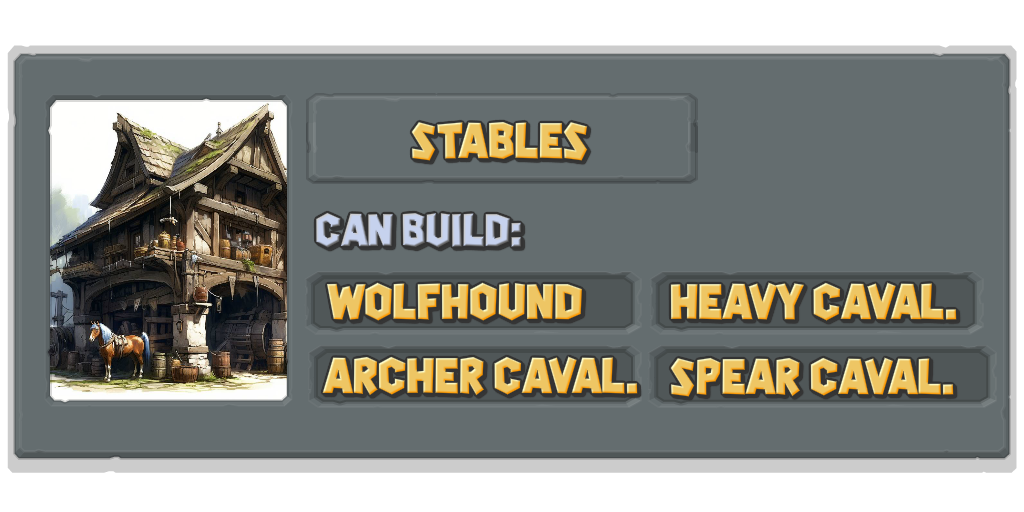 STABLES
CAN BUILD:
WOLFHOUND
HEAVY CAVAL.
ARCHER CAVAL.
SPEAR CAVAL.